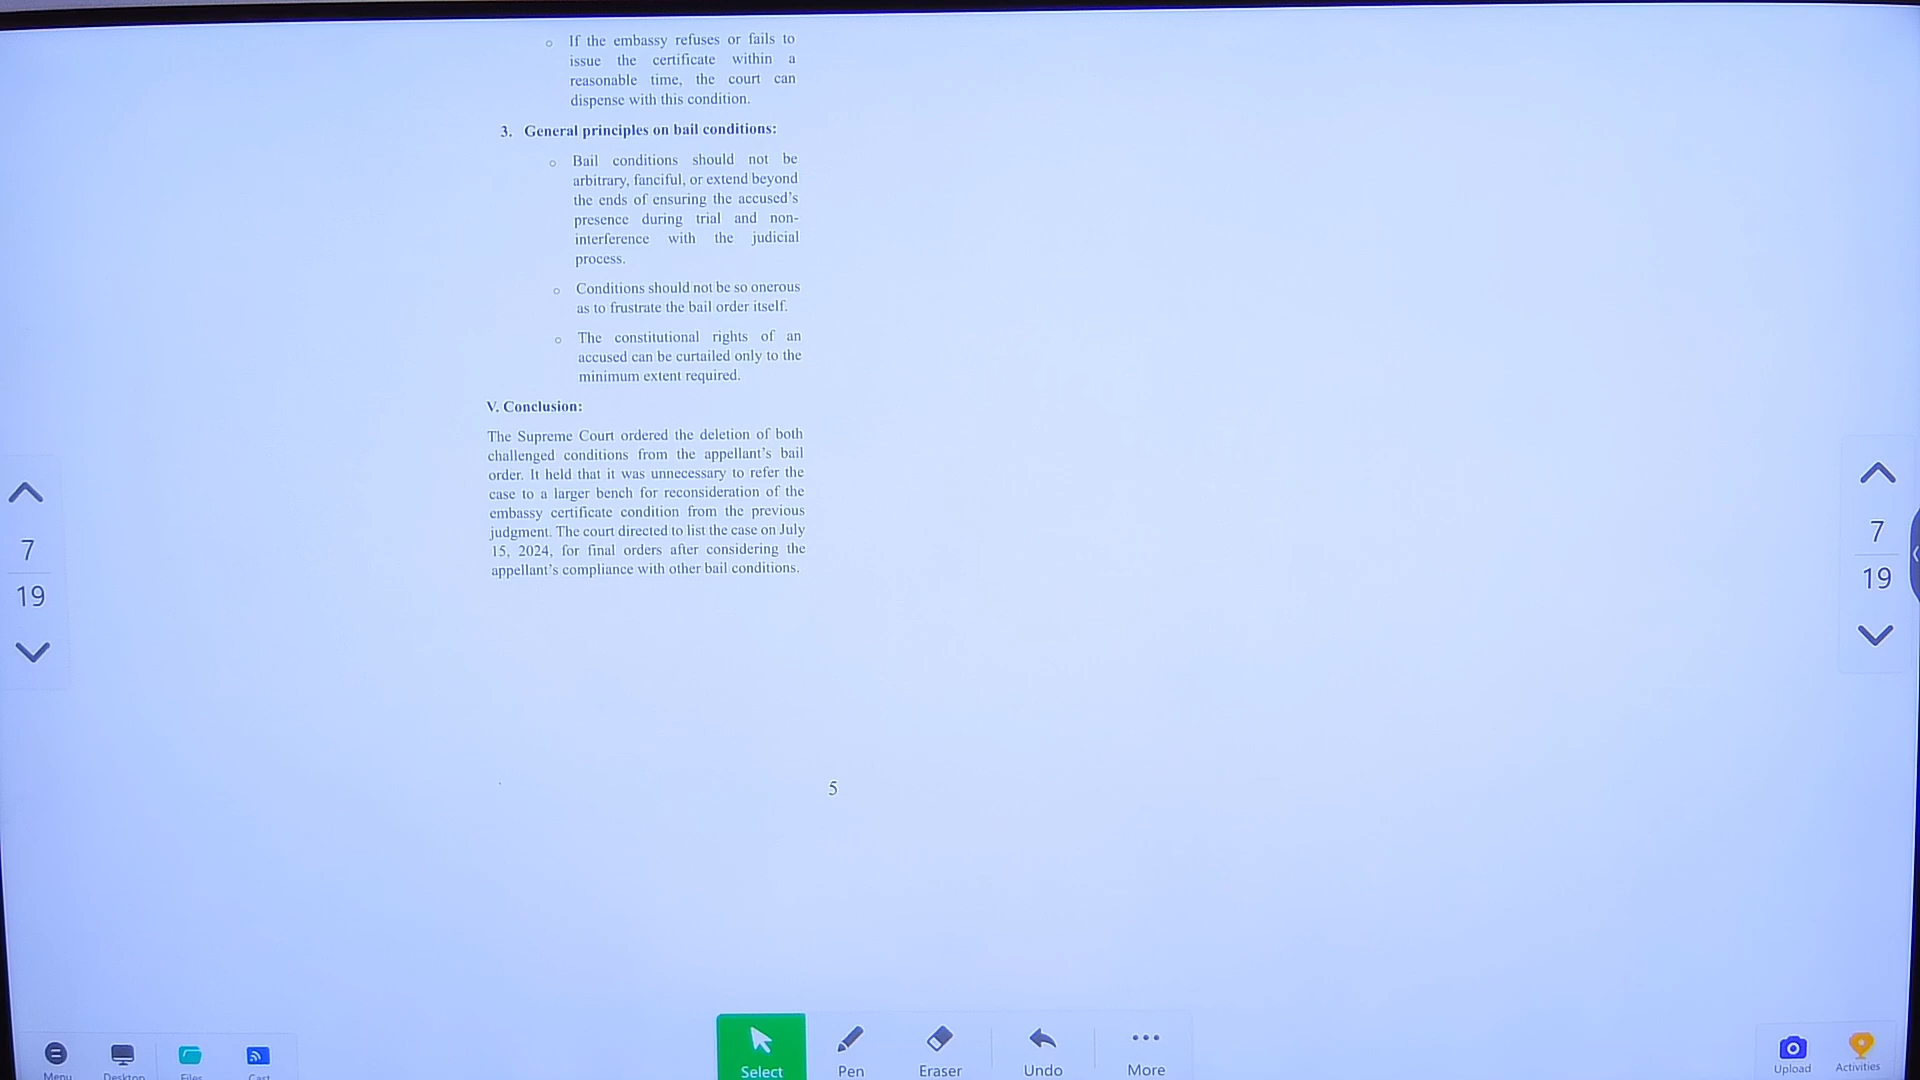 ○ If the embassy refuses or fails to
issue the certificate within a
reasonable time, the court can
dispense with this condition.
3. General principles on bail conditions:
○ Bail conditions should not be
arbitrary, fanciful, or extend beyond
the ends of ensuring the accused's
presence during trial and non-
interference with the judicial
process.
○ Conditions should not be so onerous
as to frustrate the bail order itself.
○ The constitutional rights of an
accused can be curtailed only to the
minimum extent required.
V. Conclusion:
The Supreme Court ordered the deletion of both
challenged conditions from the appellant's bail
order. It held that it was unnecessary to refer the
case to a larger bench for reconsideration of the
embassy certificate condition from the previous
judgment. The court directed to list the case on July
15, 2024, for final orders after considering the
appellant's compliance with other bail conditions.
7
19
7
19
5
Menu
Desktop
Files
Cast
Select
Pen
Eraser
Undo
More
Upload
Activities